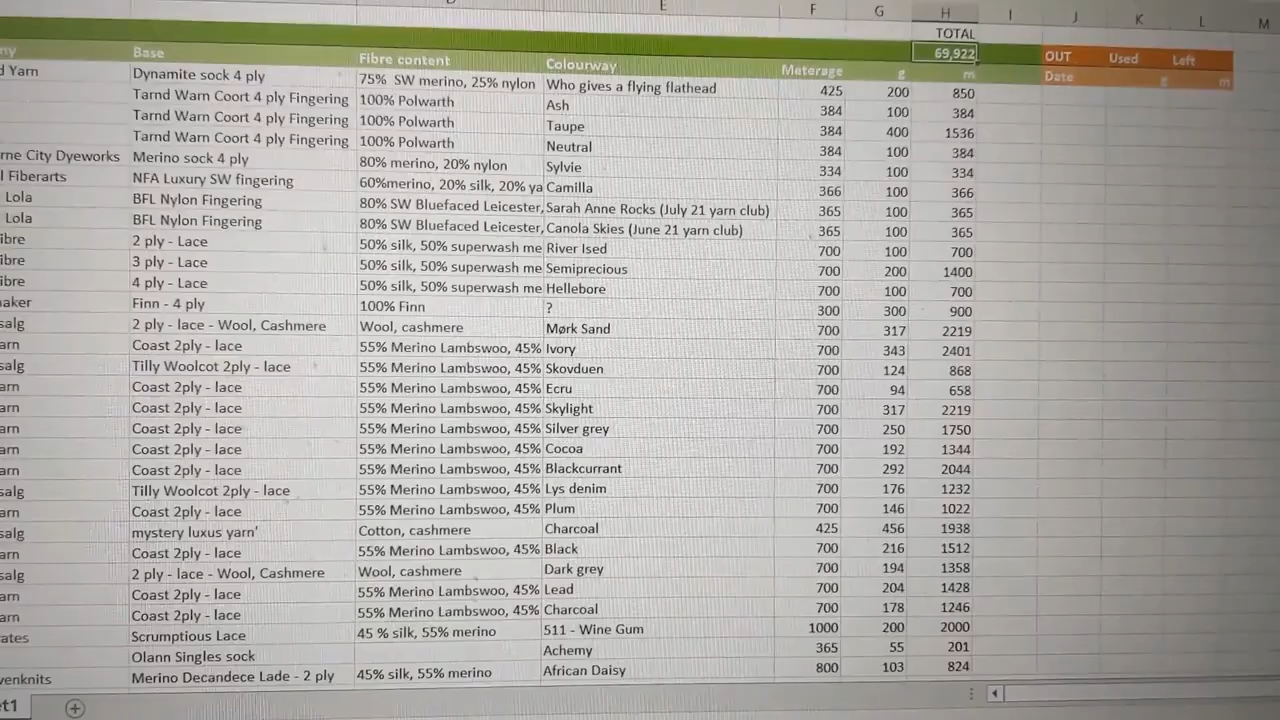 E F G H I J K L M
TOTAL
69,922 OUT Used Left
Base Fibre content Colourway Meterage g m Date g m
Yarn Dynamite sock 4 ply 75% SW merino, 25% nylon Who gives a flying flathead 425 200 850
Tarnd Warn Coort 4 ply Fingering 100% Polwarth Ash 384 100 384
Tarnd Warn Coort 4 ply Fingering 100% Polwarth Taupe 384 400 1536
Tarnd Warn Coort 4 ply Fingering 100% Polwarth Neutral 384 100 384
rne City Dyeworks Merino sock 4 ply 80% merino, 20% nylon Sylvie 334 100 334
l Fiberarts NFA Luxury SW fingering 60%merino, 20% silk, 20% ya Camilla 366 100 366
Lola BFL Nylon Fingering 80% SW Bluefaced Leicester, Sarah Anne Rocks (July 21 yarn club) 365 100 365
Lola BFL Nylon Fingering 80% SW Bluefaced Leicester, Canola Skies (June 21 yarn club) 365 100 365
ibre 2 ply - Lace 50% silk, 50% superwash me River Ised 700 100 700
ibre 3 ply - Lace 50% silk, 50% superwash me Semiprecious 700 200 1400
ibre 4 ply - Lace 50% silk, 50% superwash me Hellebore 700 100 700
naker Finn - 4 ply 100% Finn ? 300 300 900
salg 2 ply - lace - Wool, Cashmere Wool, cashmere Mørk Sand 700 317 2219
arn Coast 2ply - lace 55% Merino Lambswoo, 45% Ivory 700 343 2401
salg Tilly Woolcot 2ply - lace 55% Merino Lambswoo, 45% Skovduen 700 124 868
arn Coast 2ply - lace 55% Merino Lambswoo, 45% Ecru 700 94 658
arn Coast 2ply - lace 55% Merino Lambswoo, 45% Skylight 700 317 2219
arn Coast 2ply - lace 55% Merino Lambswoo, 45% Silver grey 700 250 1750
arn Coast 2ply - lace 55% Merino Lambswoo, 45% Cocoa 700 192 1344
arn Coast 2ply - lace 55% Merino Lambswoo, 45% Blackcurrant 700 292 2044
salg Tilly Woolcot 2ply - lace 55% Merino Lambswoo, 45% Lys denim 700 176 1232
arn Coast 2ply - lace 55% Merino Lambswoo, 45% Plum 700 146 1022
salg mystery luxus yarn' Cotton, cashmere Charcoal 425 456 1938
arn Coast 2ply - lace 55% Merino Lambswoo, 45% Black 700 216 1512
salg 2 ply - lace - Wool, Cashmere Wool, cashmere Dark grey 700 194 1358
arn Coast 2ply - lace 55% Merino Lambswoo, 45% Lead 700 204 1428
arn Coast 2ply - lace 55% Merino Lambswoo, 45% Charcoal 700 178 1246
ates Scrumptious Lace 45 % silk, 55% merino 511 - Wine Gum 1000 200 2000
Olann Singles sock Achemy 365 55 201
venknits Merino Decandece Lade - 2 ply 45% silk, 55% merino African Daisy 800 103 824
et1